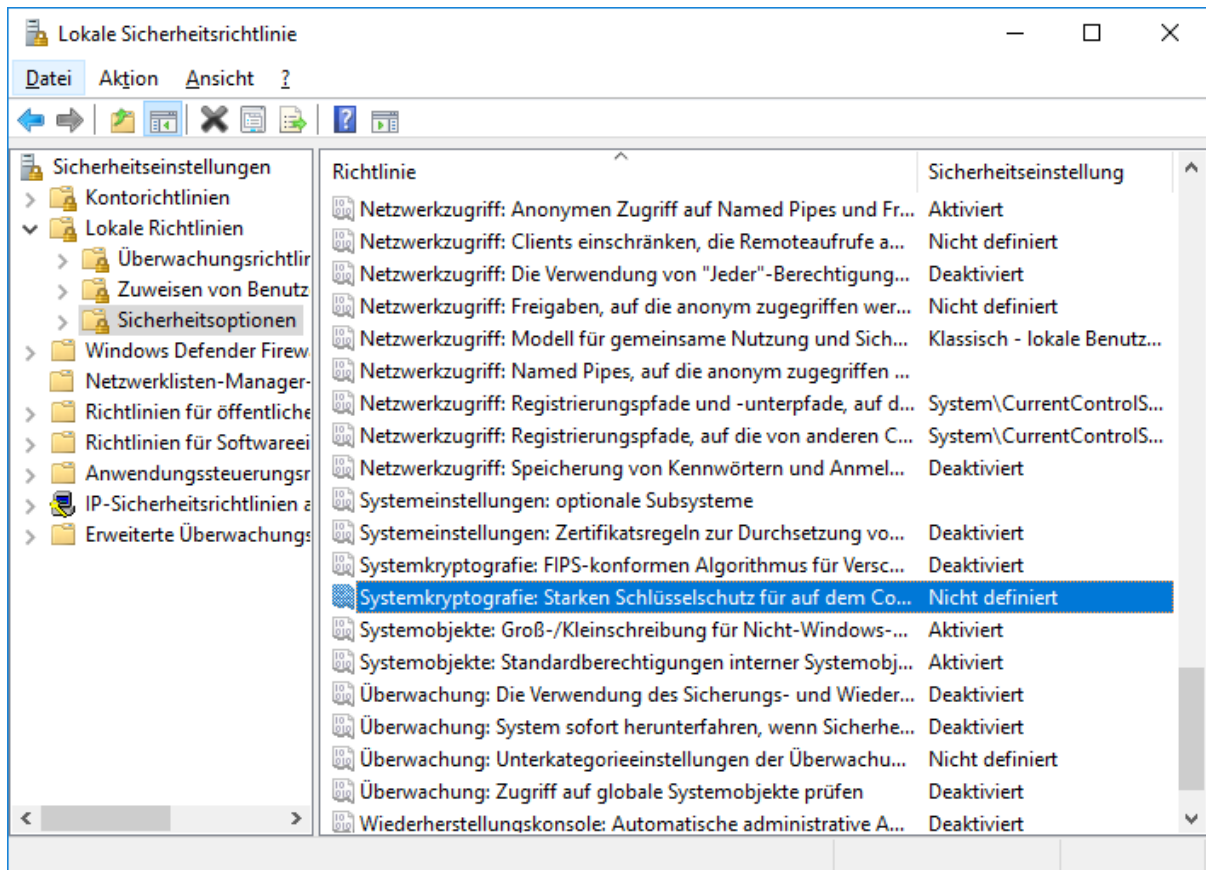 Lokale Sicherheitsrichtlinie
Datei Aktion Ansicht ?
Sicherheitseinstellungen
Kontorichtlinien
Lokale Richtlinien
Überwachungsrichtlir
Zuweisen von Benutz
Sicherheitsoptionen
Windows Defender Firew
Netzwerklisten-Manager-
Richtlinien für öffentliche
Richtlinien für Softwareei
Anwendungssteuerungsr
IP-Sicherheitsrichtlinien a
Erweiterte Überwachungs
Richtlinie Sicherheitseinstellung
Netzwerkzugriff: Anonymen Zugriff auf Named Pipes und Fr... Aktiviert
Netzwerkzugriff: Clients einschränken, die Remoteaufrufe a... Nicht definiert
Netzwerkzugriff: Die Verwendung von "Jeder"-Berechtigung... Deaktiviert
Netzwerkzugriff: Freigaben, auf die anonym zugegriffen wer... Nicht definiert
Netzwerkzugriff: Modell für gemeinsame Nutzung und Sich... Klassisch - lokale Benutz...
Netzwerkzugriff: Named Pipes, auf die anonym zugegriffen ...
Netzwerkzugriff: Registrierungspfade und -unterpfade, auf d... System\CurrentControlS...
Netzwerkzugriff: Registrierungspfade, auf die von anderen C... System\CurrentControlS...
Netzwerkzugriff: Speicherung von Kennwörtern und Anmel... Deaktiviert
Systemeinstellungen: optionale Subsysteme
Systemeinstellungen: Zertifikatsregeln zur Durchsetzung vo... Deaktiviert
Systemkryptografie: FIPS-konformen Algorithmus für Versc... Deaktiviert
Systemkryptografie: Starken Schlüsselschutz für auf dem Co... Nicht definiert
Systemobjekte: Groß-/Kleinschreibung für Nicht-Windows-... Aktiviert
Systemobjekte: Standardberechtigungen interner Systemobj... Aktiviert
Überwachung: Die Verwendung des Sicherungs- und Wieder... Deaktiviert
Überwachung: System sofort herunterfahren, wenn Sicherhe... Deaktiviert
Überwachung: Unterkategorieeinstellungen der Überwachu... Nicht definiert
Überwachung: Zugriff auf globale Systemobjekte prüfen Deaktiviert
Wiederherstellungskonsole: Automatische administrative A... Deaktiviert